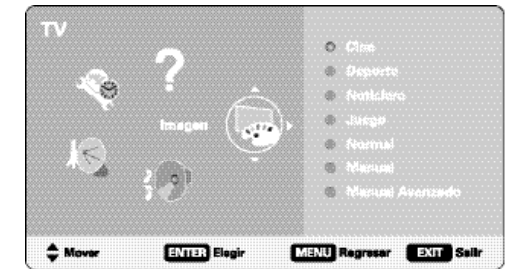 TV
Imagen
Cine
Deporte
Noticiero
Juego
Normal
Manual
Manual Avanzado
Mover ENTER Elegir MENU Regresar EXIT Salir